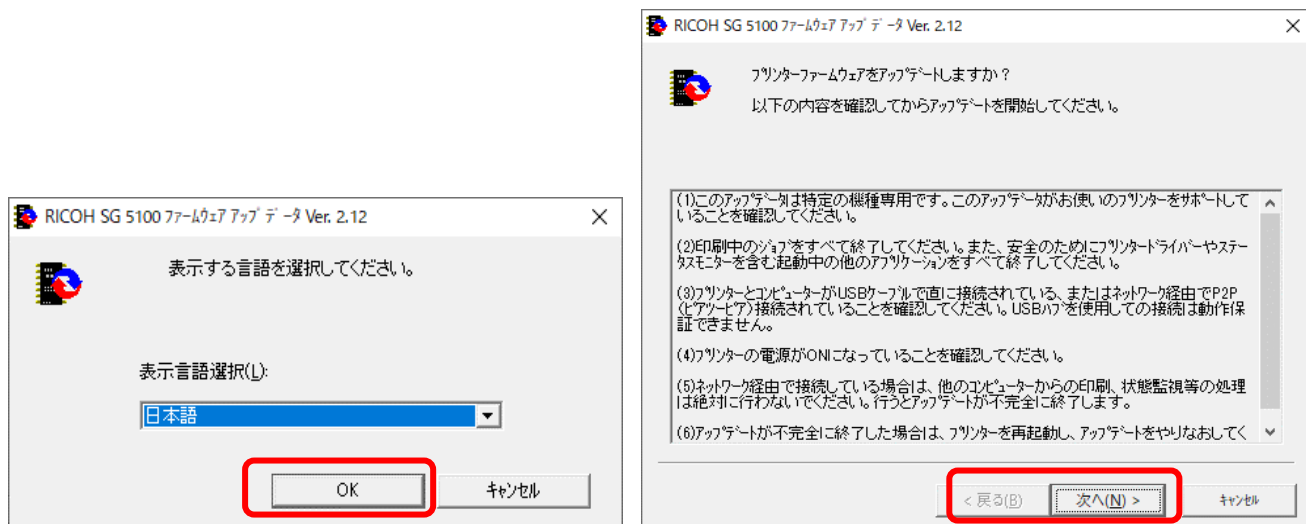 RICOH SG 5100 ﾌｧｰﾑｳｪｱ ｱｯﾌﾟﾃﾞｰﾀ Ver. 2.12
表示する言語を選択してください。
表示言語選択(L):
日本語
OK
ｷｬﾝｾﾙ
RICOH SG 5100 ﾌｧｰﾑｳｪｱ ｱｯﾌﾟﾃﾞｰﾀ Ver. 2.12
ﾌﾟﾘﾝﾀｰﾌｧｰﾑｳｪｱをｱｯﾌﾟﾃﾞｰﾄしますか？
以下の内容を確認してからｱｯﾌﾟﾃﾞｰﾄを開始してください。
(1)このｱｯﾌﾟﾃﾞｰﾀは特定の機種専用です。このｱｯﾌﾟﾃﾞｰﾀがお使いのﾌﾟﾘﾝﾀｰをｻﾎﾟｰﾄして
いることを確認してください。
(2)印刷中のｼﾞｮﾌﾞをすべて終了してください。また、安全のためにﾌﾟﾘﾝﾀｰﾄﾞﾗｲﾊﾞｰやｽﾃｰ
ﾀｽﾓﾆﾀｰを含む起動中の他のｱﾌﾟﾘｹｰｼｮﾝをすべて終了してください。
(3)ﾌﾟﾘﾝﾀｰとｺﾝﾋﾟｭｰﾀｰがUSBｹｰﾌﾞﾙで直に接続されている、またはﾈｯﾄﾜｰｸ経由でP2P
(ﾋﾟｱﾂｰﾋﾟｱ)接続されていることを確認してください。USBﾊﾌﾞを使用しての接続は動作保
証できません。
(4)ﾌﾟﾘﾝﾀｰの電源がONになっていることを確認してください。
(5)ﾈｯﾄﾜｰｸ経由で接続している場合は、他のｺﾝﾋﾟｭｰﾀｰからの印刷、状態監視等の処理
は絶対に行わないでください。行うとｱｯﾌﾟﾃﾞｰﾄが不完全に終了します。
(6)ｱｯﾌﾟﾃﾞｰﾄが不完全に終了した場合は、ﾌﾟﾘﾝﾀｰを再起動し、ｱｯﾌﾟﾃﾞｰﾄをやりなおしてく
< 戻る(B)
次へ(N) >
ｷｬﾝｾﾙ